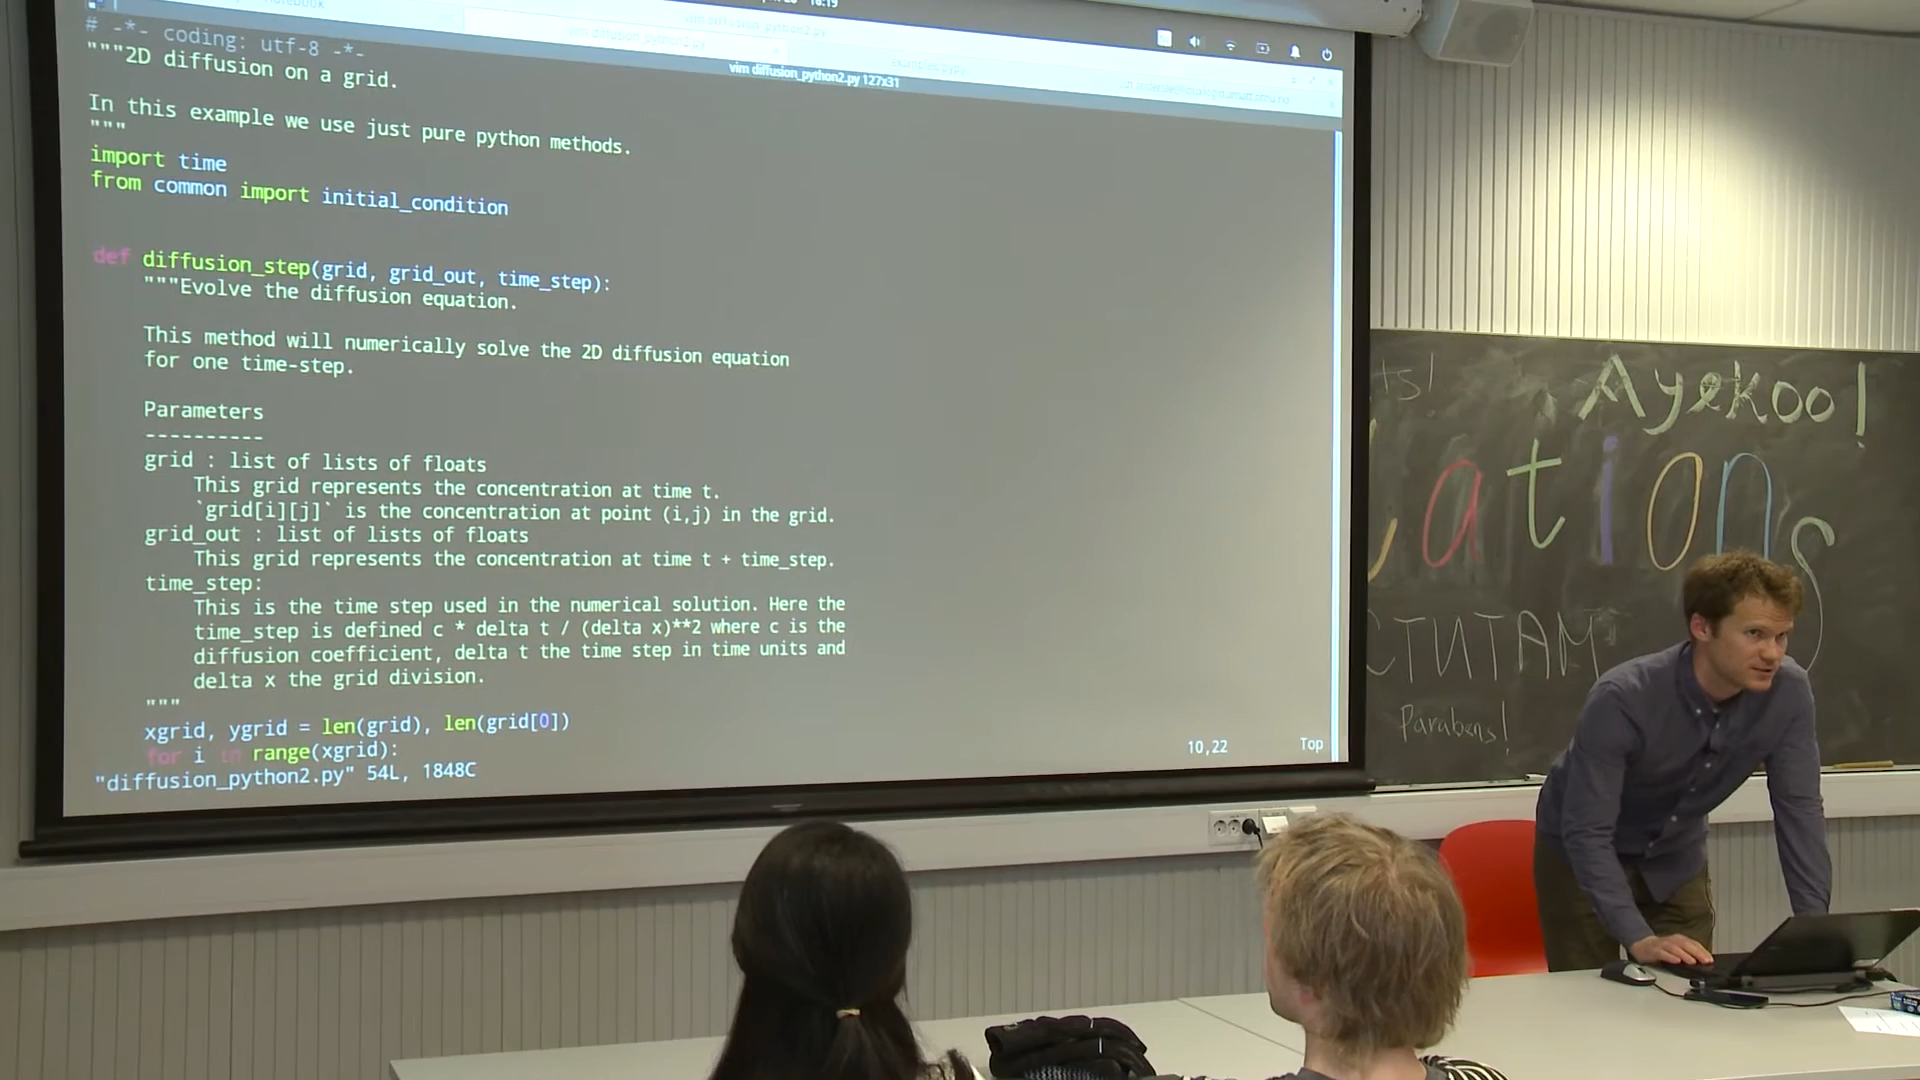 16:19
vim diffusion_python2.py
vim diffusion_python2.py 127x31
# -*- coding: utf-8 -*-
"""2D diffusion on a grid.
In this example we use just pure python methods.
"""
import time
from common import initial_condition
def diffusion_step(grid, grid_out, time_step):
"""Evolve the diffusion equation.
This method will numerically solve the 2D diffusion equation
for one time-step.
Parameters
----------
grid : list of lists of floats
This grid represents the concentration at time t.
`grid[i][j]` is the concentration at point (i,j) in the grid.
grid_out : list of lists of floats
This grid represents the concentration at time t + time_step.
time_step:
This is the time step used in the numerical solution. Here the
time_step is defined c * delta t / (delta x)**2 where c is the
diffusion coefficient, delta t the time step in time units and
delta x the grid division.
"""
xgrid, ygrid = len(grid), len(grid[0])
for i in range(xgrid):
10,22 Top
"diffusion_python2.py" 54L, 1848C
Ayekoo!
ations
СТИТАМ
Parabéns!